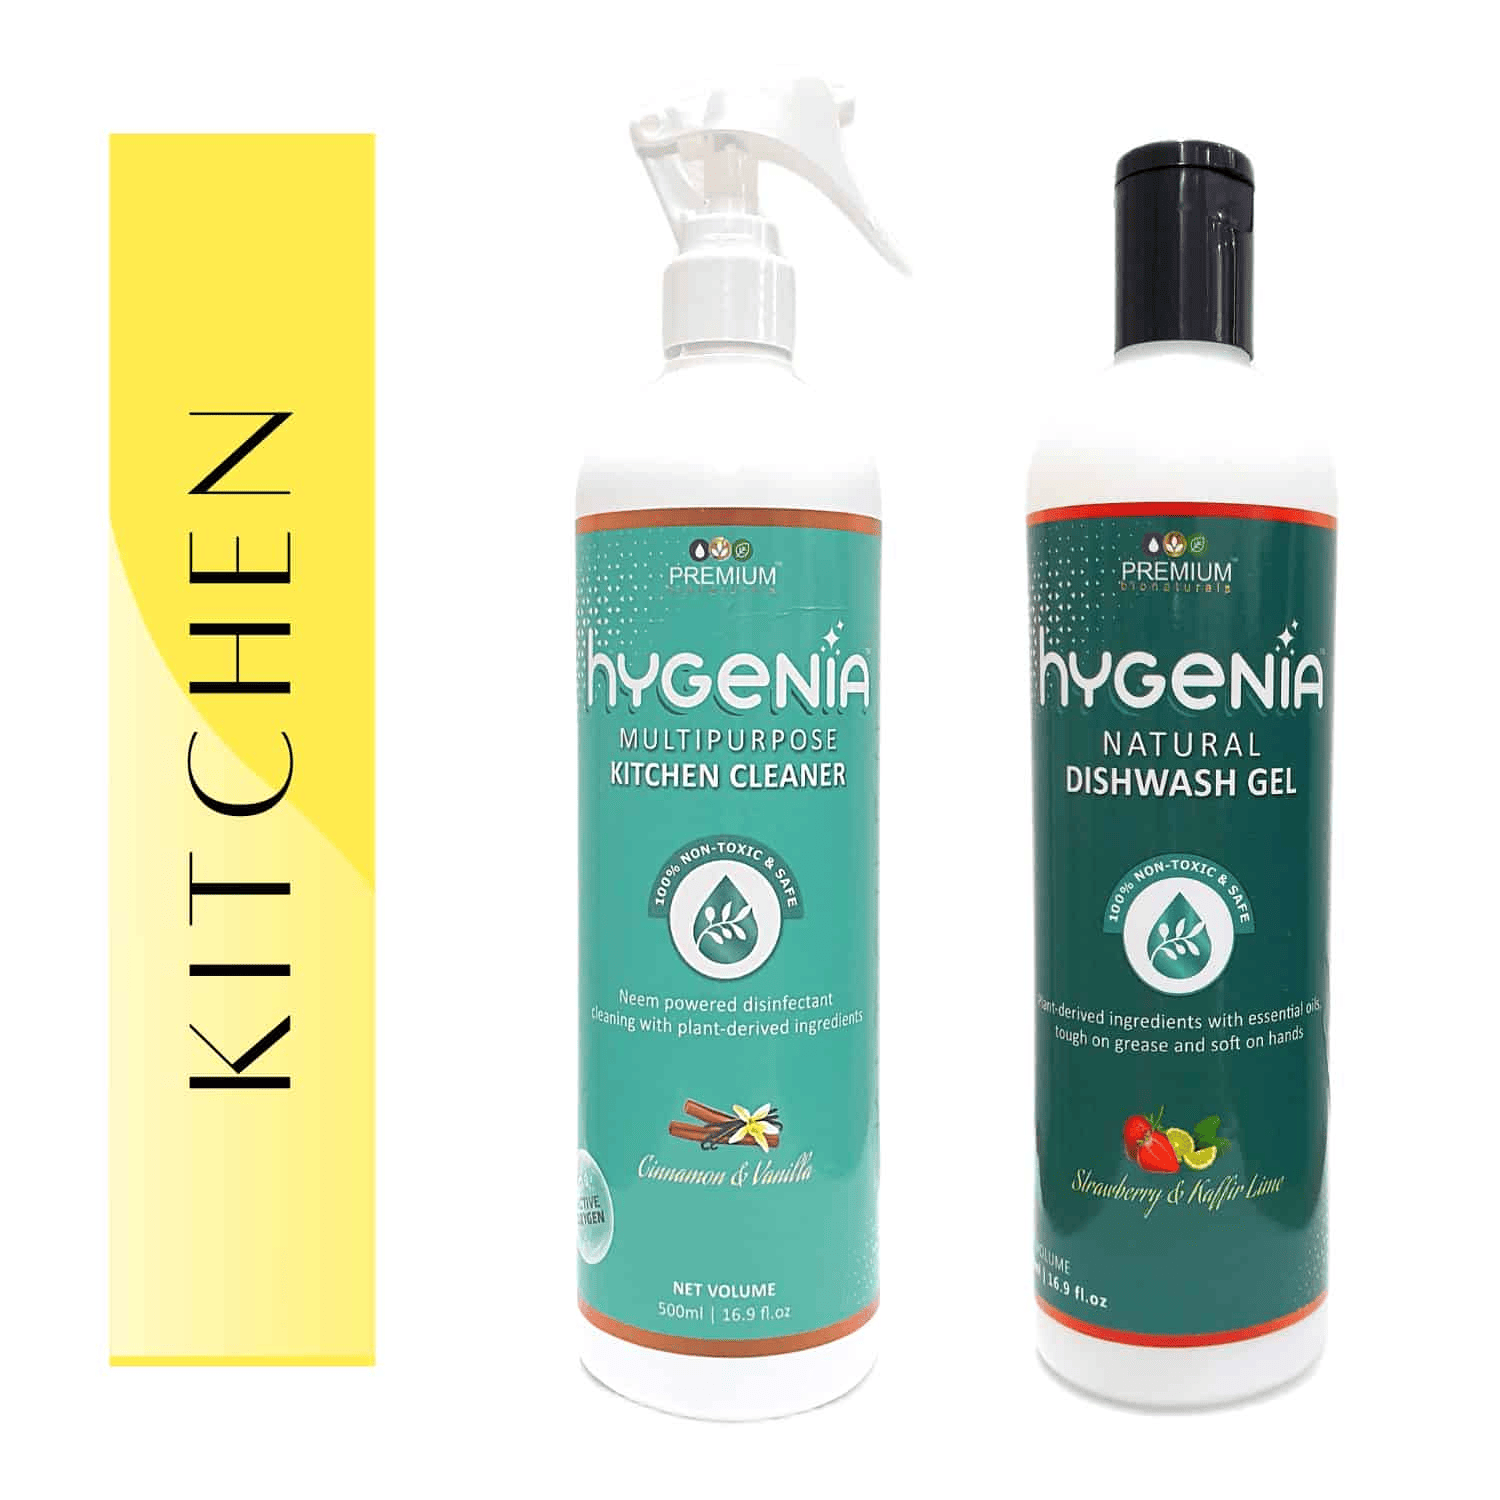 KITCHEN
PREMIUM
bionaturals
hygenia
MULTIPURPOSE
KITCHEN CLEANER
100% NON-TOXIC & SAFE
Neem powered disinfectant
cleaning with plant-derived ingredients
Cinnamon & Vanilla
NET VOLUME
500ml | 16.9 fl.oz
PREMIUM
bionaturals
hygenia
NATURAL
DISHWASH GEL
100% NON-TOXIC & SAFE
Plant-derived ingredients with essential oils,
tough on grease and soft on hands
Strawberry & Kaffir Lime
| 16.9 fl.oz